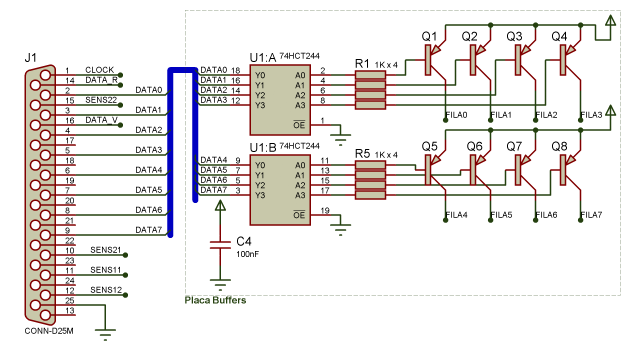 J1
1 CLOCK
14 DATA_R
2 DATA0
15 SENS22
3 DATA1
16 DATA_V
4 DATA2
17
5 DATA3
18
6 DATA4
19
7 DATA5
20
8 DATA6
21
9 DATA7
22
10 SENS21
23
11 SENS11
24
12 SENS12
25
13
CONN-D25M
U1:A 74HCT244
DATA0 18 Y0 A0 2
DATA1 16 Y1 A1 4
DATA2 14 Y2 A2 6
DATA3 12 Y3 A3 8
OE 1
R1 1K x 4
Q1 Q2 Q3 Q4
FILA0 FILA1 FILA2 FILA3
U1:B 74HCT244
DATA4 9 Y0 A0 11
DATA5 7 Y1 A1 13
DATA6 5 Y2 A2 15
DATA7 3 Y3 A3 17
OE 19
R5 1K x 4
Q5 Q6 Q7 Q8
FILA4 FILA5 FILA6 FILA7
C4
100nF
Placa Buffers